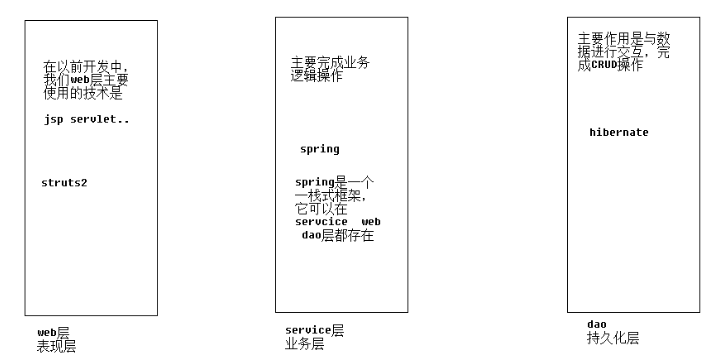 在以前开发中，
我们web层主要
使用的技术是
jsp servlet..
struts2
web层
表现层
主要完成业务
逻辑操作
spring
spring是一个
一栈式框架，
它可以在
servcice web
dao层都存在
service层
业务层
主要作用是与数
据进行交互，完
成CRUD操作
hibernate
dao
持久化层